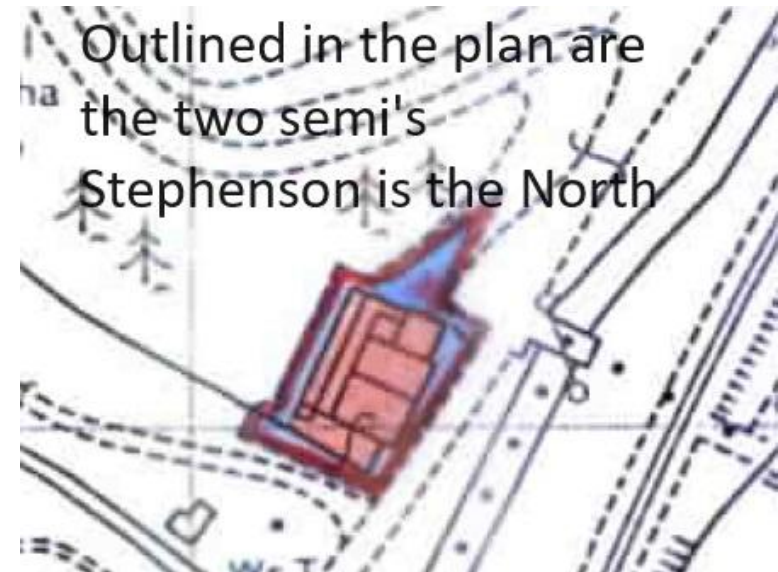 Outlined in the plan are
the two semi's
Stephenson is the North